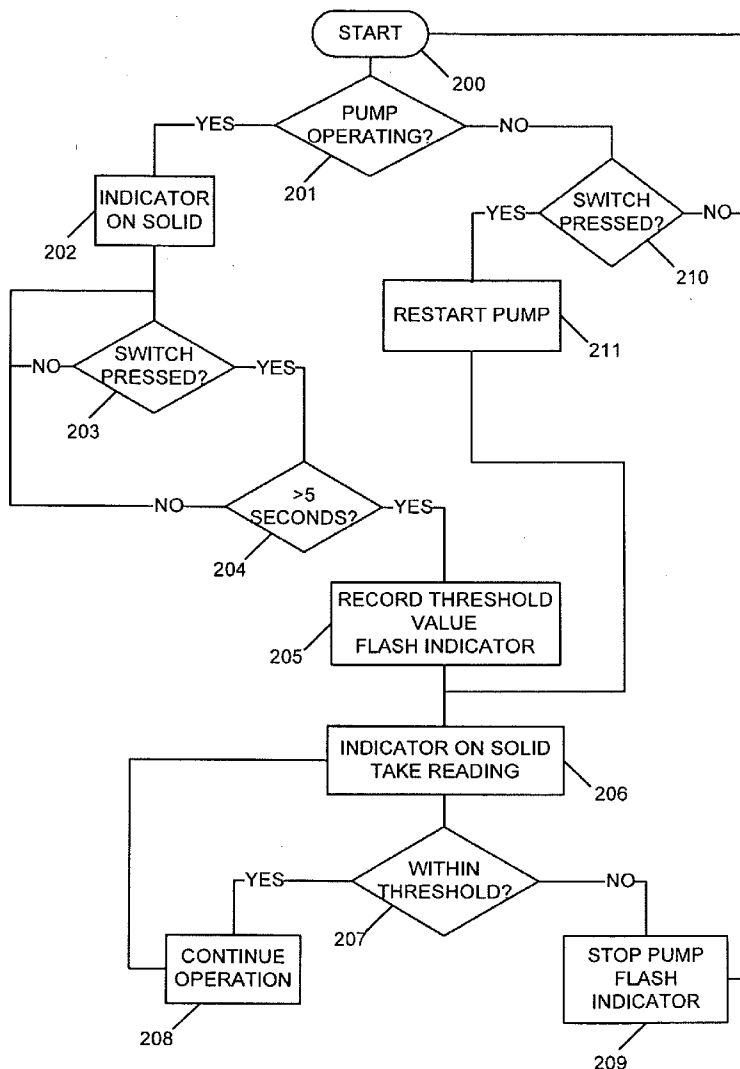 START
200
PUMP
OPERATING?
201
YES
NO
INDICATOR
ON SOLID
202
SWITCH
PRESSED?
210
YES
NO
RESTART PUMP
211
SWITCH
PRESSED?
203
NO
YES
>5
SECONDS?
204
NO
YES
RECORD THRESHOLD
VALUE
FLASH INDICATOR
205
INDICATOR ON SOLID
TAKE READING
206
WITHIN
THRESHOLD?
207
YES
NO
CONTINUE
OPERATION
208
STOP PUMP
FLASH
INDICATOR
209